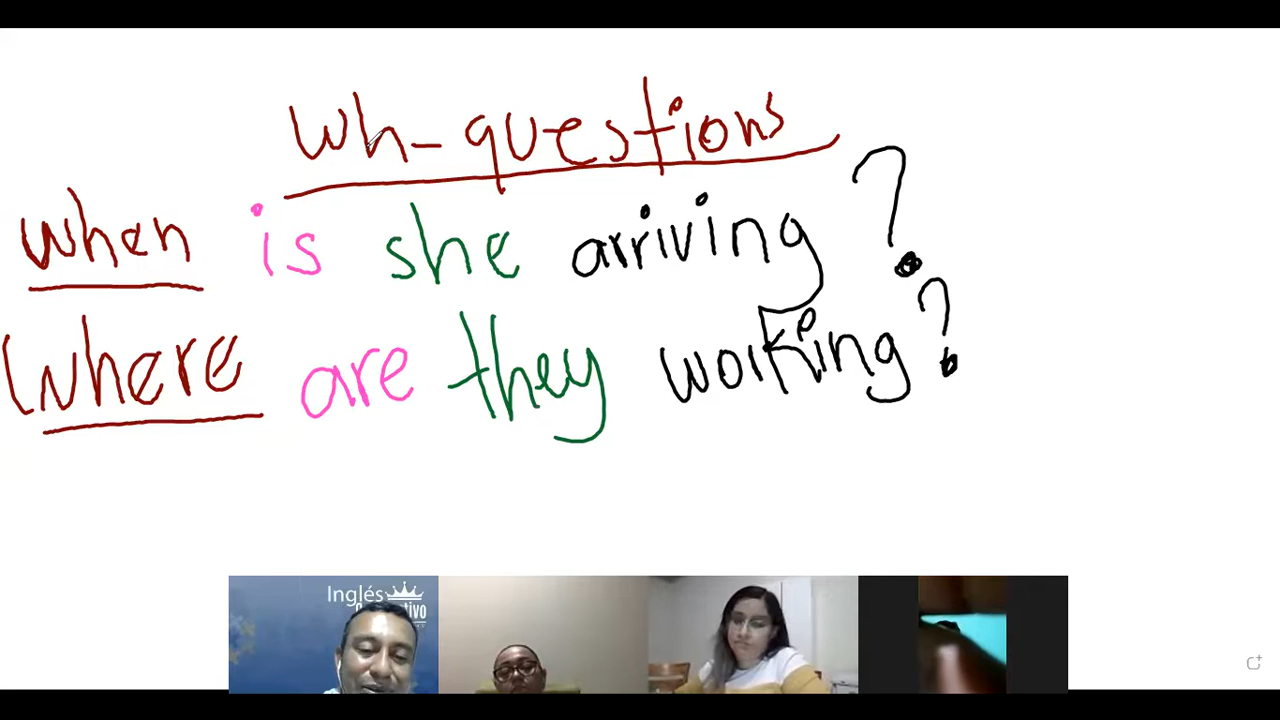 Wh-questions
when is she arriving?
Where are they working?
Inglés